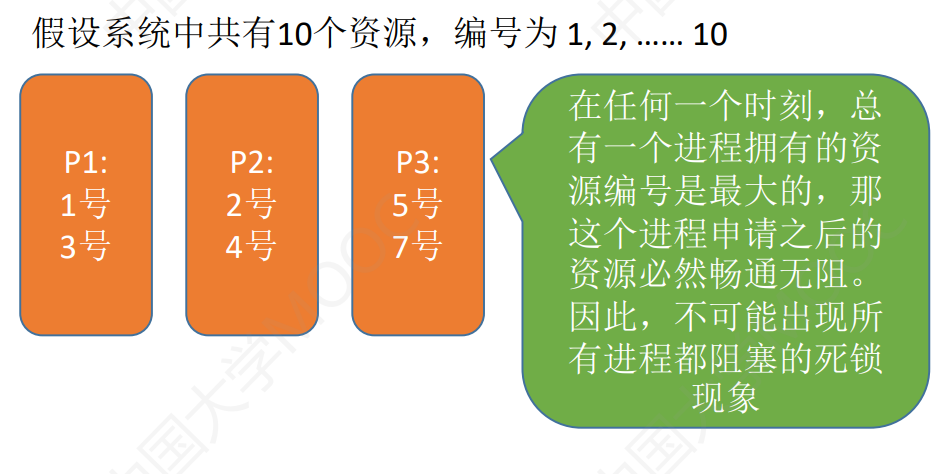 假设系统中共有10个资源，编号为 1, 2, …… 10
P1:
1号
3号
P2:
2号
4号
P3:
5号
7号
在任何一个时刻，总
有一个进程拥有的资
源编号是最大的，那
这个进程申请之后的
资源必然畅通无阻。
因此，不可能出现所
有进程都阻塞的死锁
现象